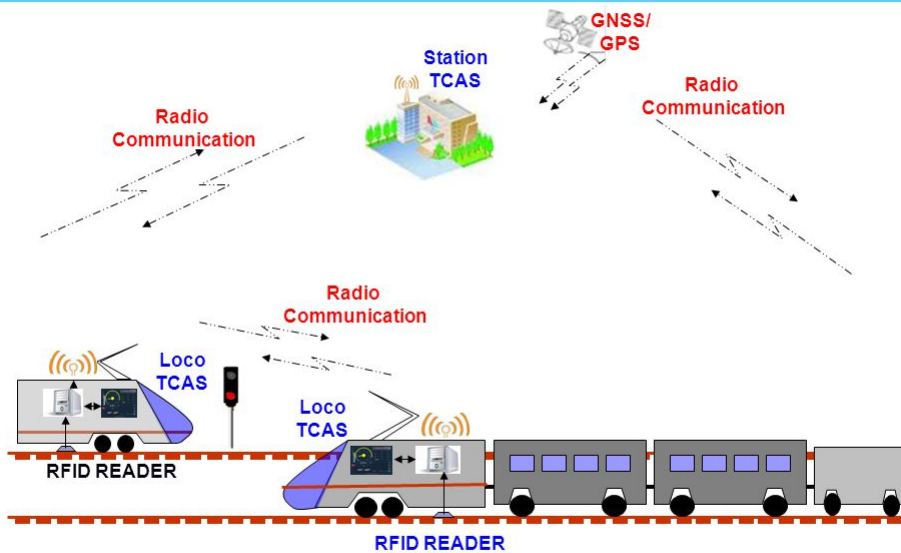 GNSS/
GPS
Station
TCAS
Radio
Communication
Radio
Communication
Radio
Communication
Loco
TCAS
Loco
TCAS
RFID READER
RFID READER